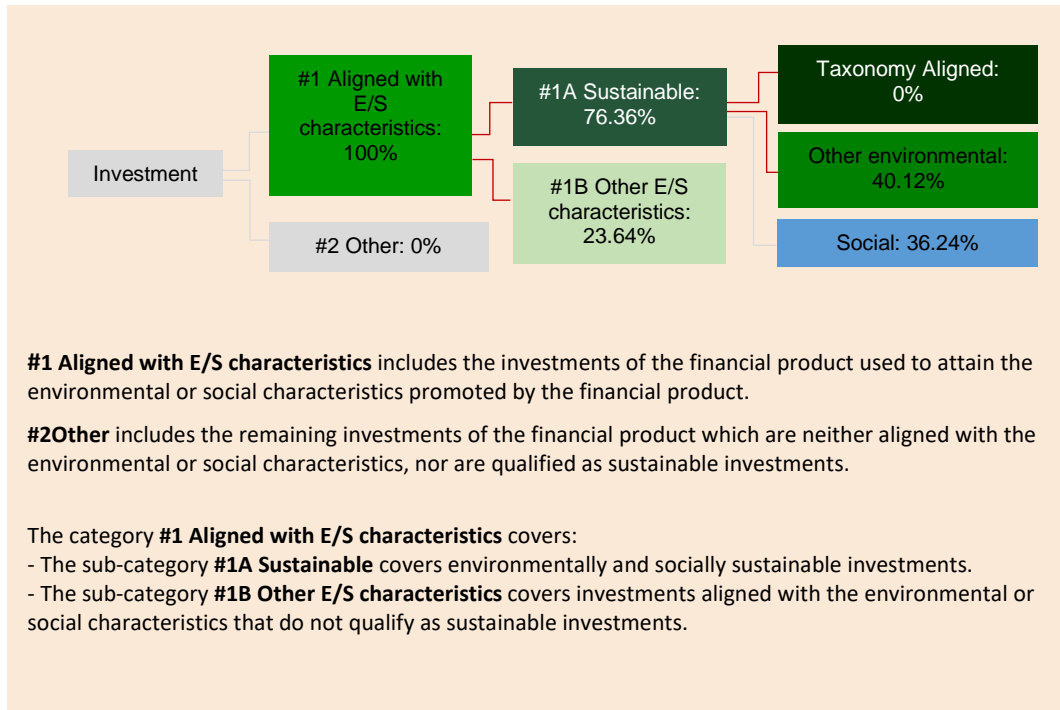 Investment
#1 Aligned with
E/S
characteristics:
100%
#2 Other: 0%
#1A Sustainable:
76.36%
#1B Other E/S
characteristics:
23.64%
Taxonomy Aligned:
0%
Other environmental:
40.12%
Social: 36.24%
#1 Aligned with E/S characteristics includes the investments of the financial product used to attain the
environmental or social characteristics promoted by the financial product.
#2Other includes the remaining investments of the financial product which are neither aligned with the
environmental or social characteristics, nor are qualified as sustainable investments.
The category #1 Aligned with E/S characteristics covers:
- The sub-category #1A Sustainable covers environmentally and socially sustainable investments.
- The sub-category #1B Other E/S characteristics covers investments aligned with the environmental or
social characteristics that do not qualify as sustainable investments.